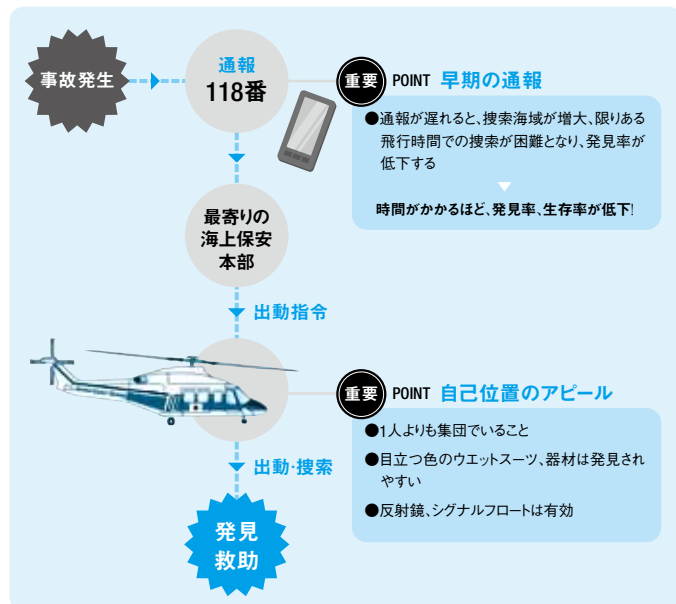 事故発生
通報
118番
重要 POINT 早期の通報
●通報が遅れると、捜索海域が増大、限りある
飛行時間での捜索が困難となり、発見率が
低下する
時間がかかるほど、発見率、生存率が低下!
最寄りの
海上保安
本部
出動指令
重要 POINT 自己位置のアピール
●1人よりも集団でいること
●目立つ色のウエットスーツ、器材は発見され
やすい
●反射鏡、シグナルフロートは有効
出動・捜索
発見
救助